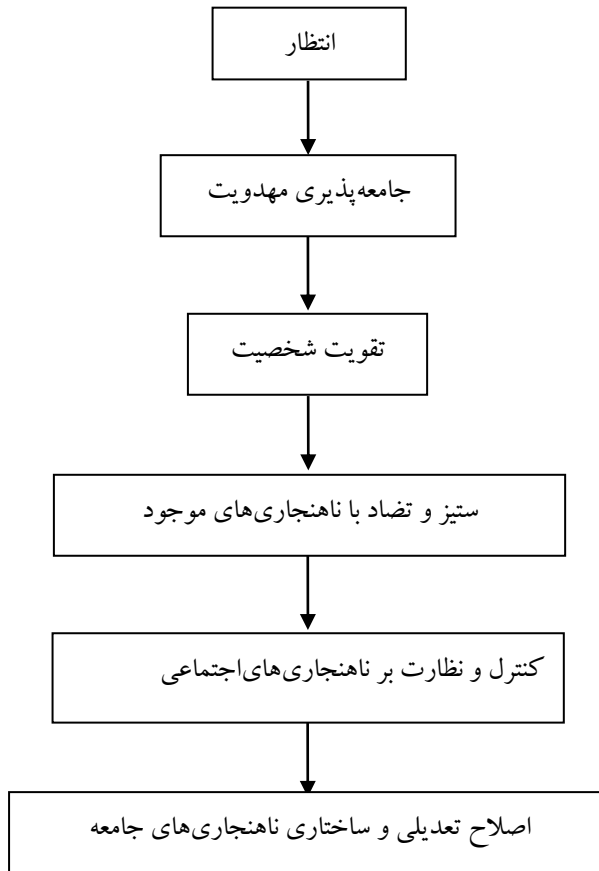 انتظار
جامعه‌پذیری مهدویت
تقویت شخصیت
ستیز و تضاد با ناهنجاری‌های موجود
کنترل و نظارت بر ناهنجاری‌های‌اجتماعی
اصلاح تعدیلی و ساختاری ناهنجاری‌های جامعه